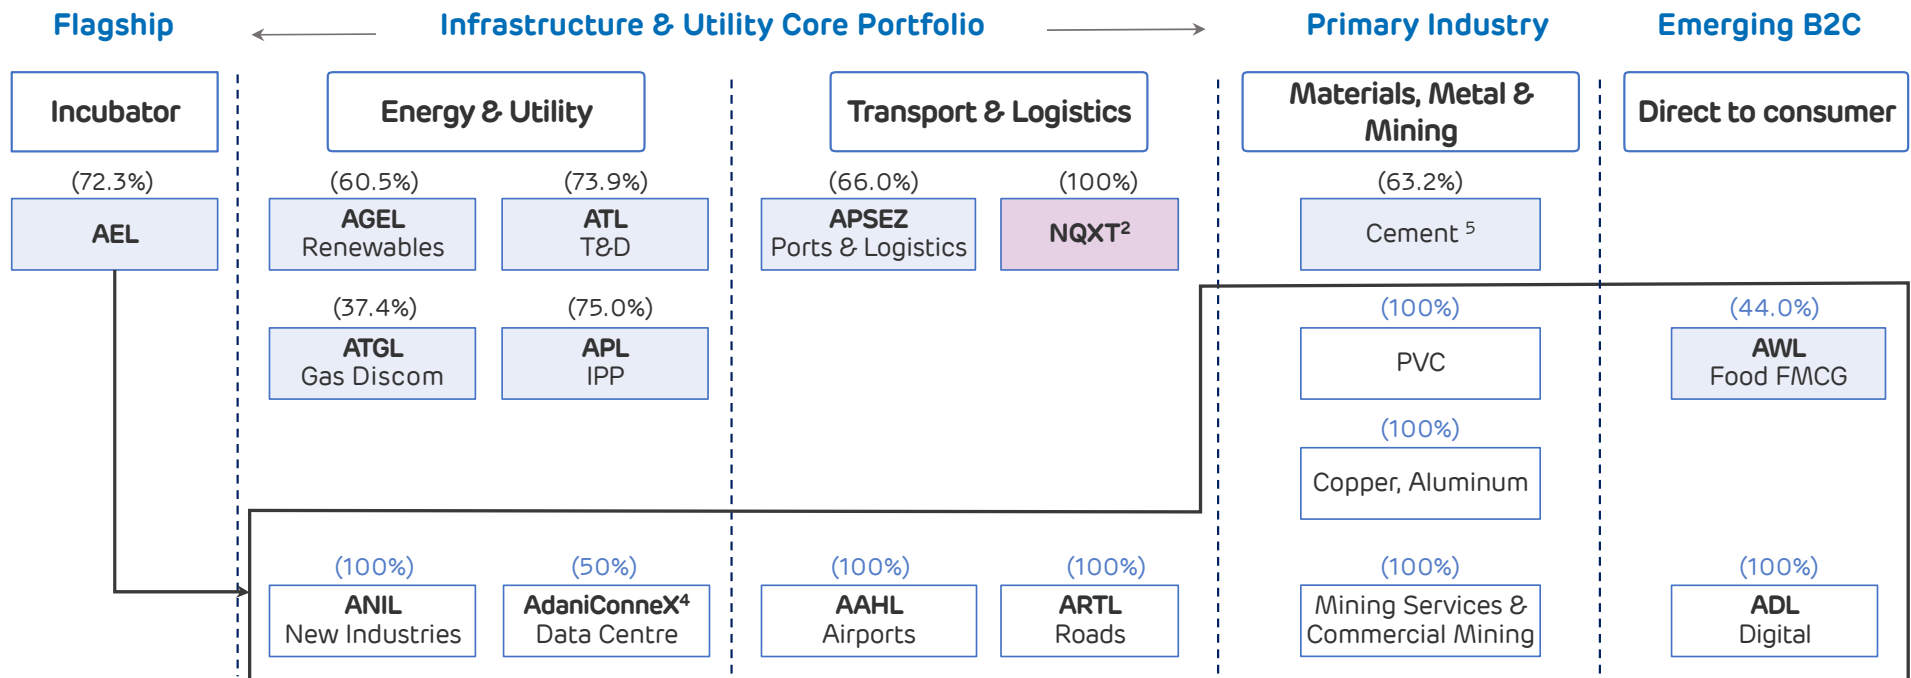 Flagship
Infrastructure & Utility Core Portfolio
Primary Industry
Emerging B2C
Incubator
Energy & Utility
Transport & Logistics
Materials, Metal &
Mining
Direct to consumer
(72.3%)
(60.5%)
(73.9%)
(66.0%)
(100%)
(63.2%)
AEL
AGEL
Renewables
ATL
T&D
APSEZ
Ports & Logistics
NQXT²
Cement ⁵
(37.4%)
(75.0%)
(100%)
(44.0%)
ATGL
Gas Discom
APL
IPP
PVC
AWL
Food FMCG
(100%)
Copper, Aluminum
(100%)
(50%)
(100%)
(100%)
(100%)
(100%)
ANIL
New Industries
AdaniConneX⁴
Data Centre
AAHL
Airports
ARTL
Roads
Mining Services &
Commercial Mining
ADL
Digital